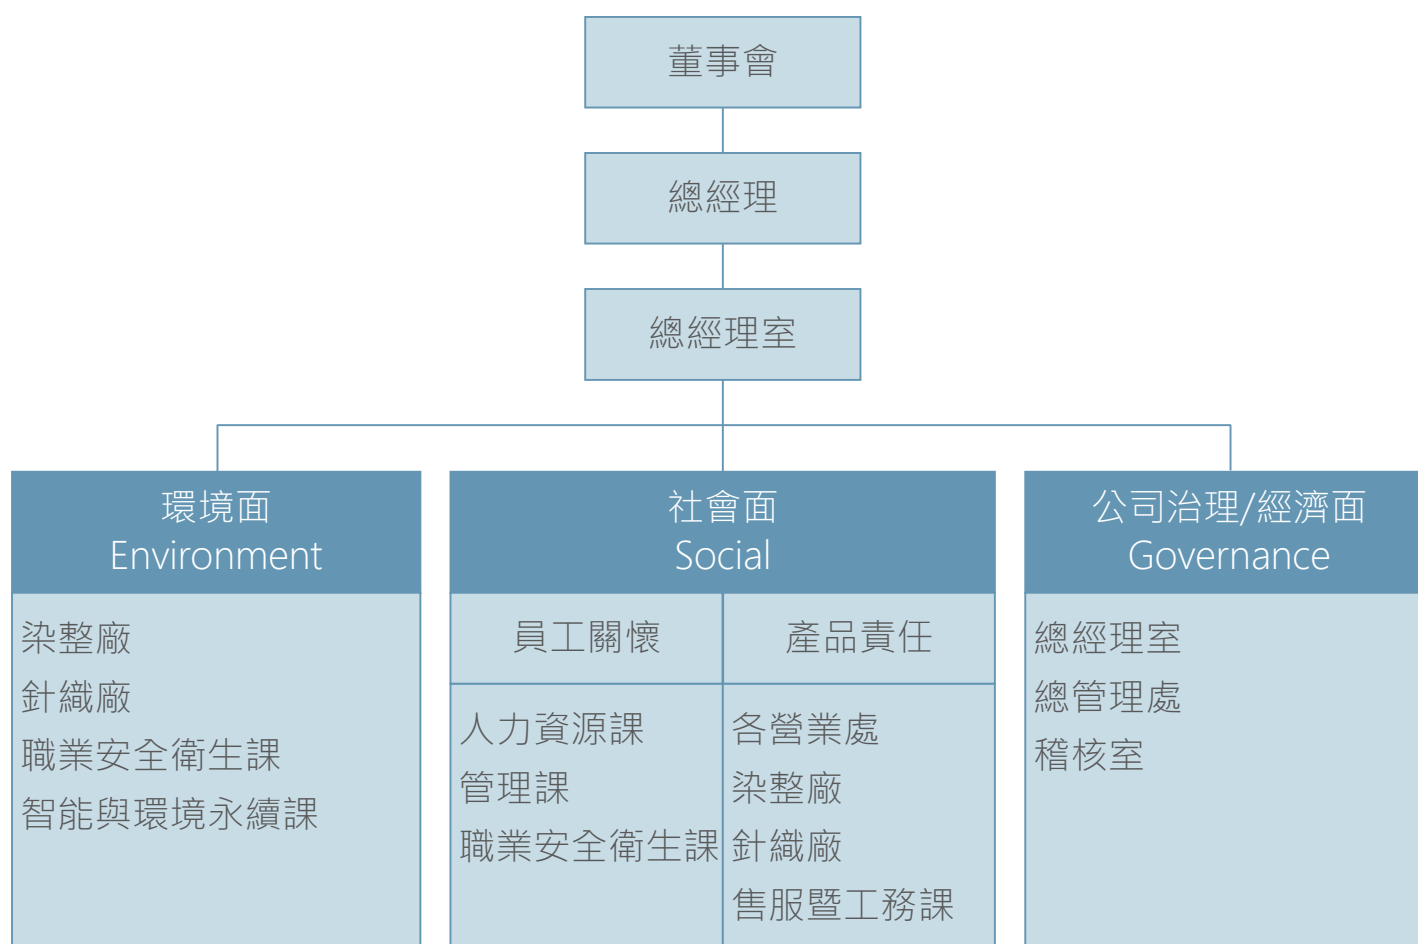 董事會
總經理
總經理室
環境面
Environment
染整廠
針織廠
職業安全衛生課
智能與環境永續課
社會面
Social
員工關懷
人力資源課
管理課
職業安全衛生課
產品責任
各營業處
染整廠
針織廠
售服暨工務課
公司治理/經濟面
Governance
總經理室
總管理處
稽核室